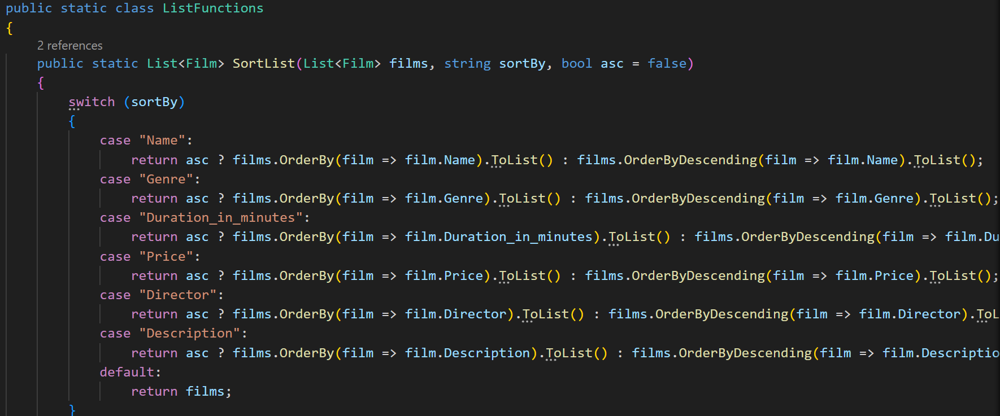 public static class ListFunctions
{
2 references
public static List<Film> SortList(List<Film> films, string sortBy, bool asc = false)
{
switch (sortBy)
{
case "Name":
return asc ? films.OrderBy(film => film.Name).ToList() : films.OrderByDescending(film => film.Name).ToList();
case "Genre":
return asc ? films.OrderBy(film => film.Genre).ToList() : films.OrderByDescending(film => film.Genre).ToList();
case "Duration_in_minutes":
return asc ? films.OrderBy(film => film.Duration_in_minutes).ToList() : films.OrderByDescending(film => film.Du
case "Price":
return asc ? films.OrderBy(film => film.Price).ToList() : films.OrderByDescending(film => film.Price).ToList();
case "Director":
return asc ? films.OrderBy(film => film.Director).ToList() : films.OrderByDescending(film => film.Director).ToL
case "Description":
return asc ? films.OrderBy(film => film.Description).ToList() : films.OrderByDescending(film => film.Descriptio
default:
return films;
}